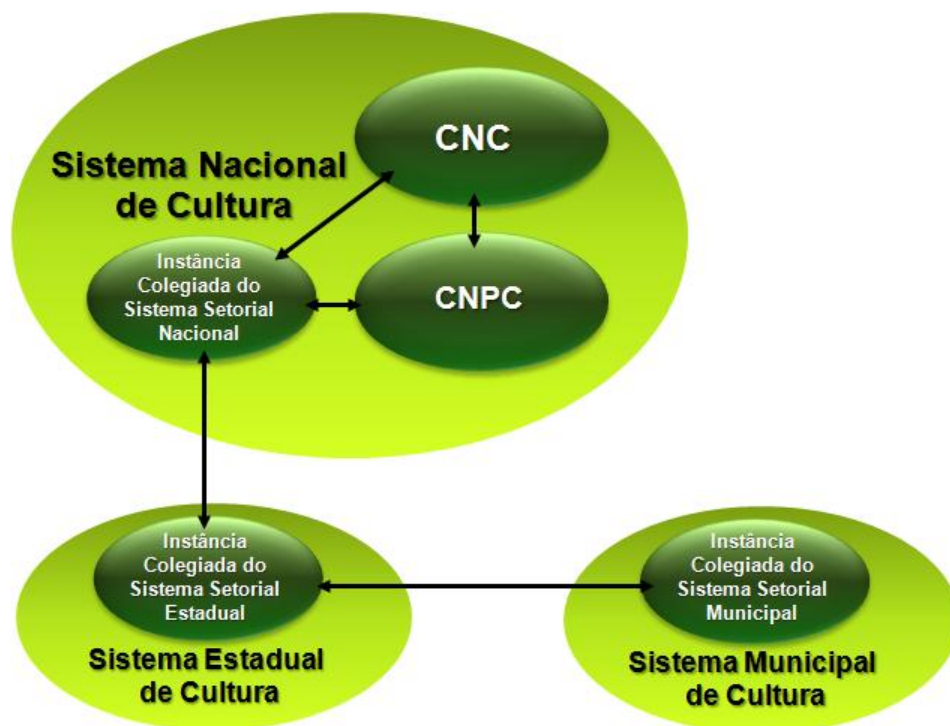 CNC
Sistema Nacional
de Cultura
Instância
Colegiada do
Sistema Setorial
Nacional
CNPC
Instância
Colegiada do
Sistema Setorial
Estadual
Sistema Estadual
de Cultura
Instância
Colegiada do
Sistema Setorial
Municipal
Sistema Municipal
de Cultura